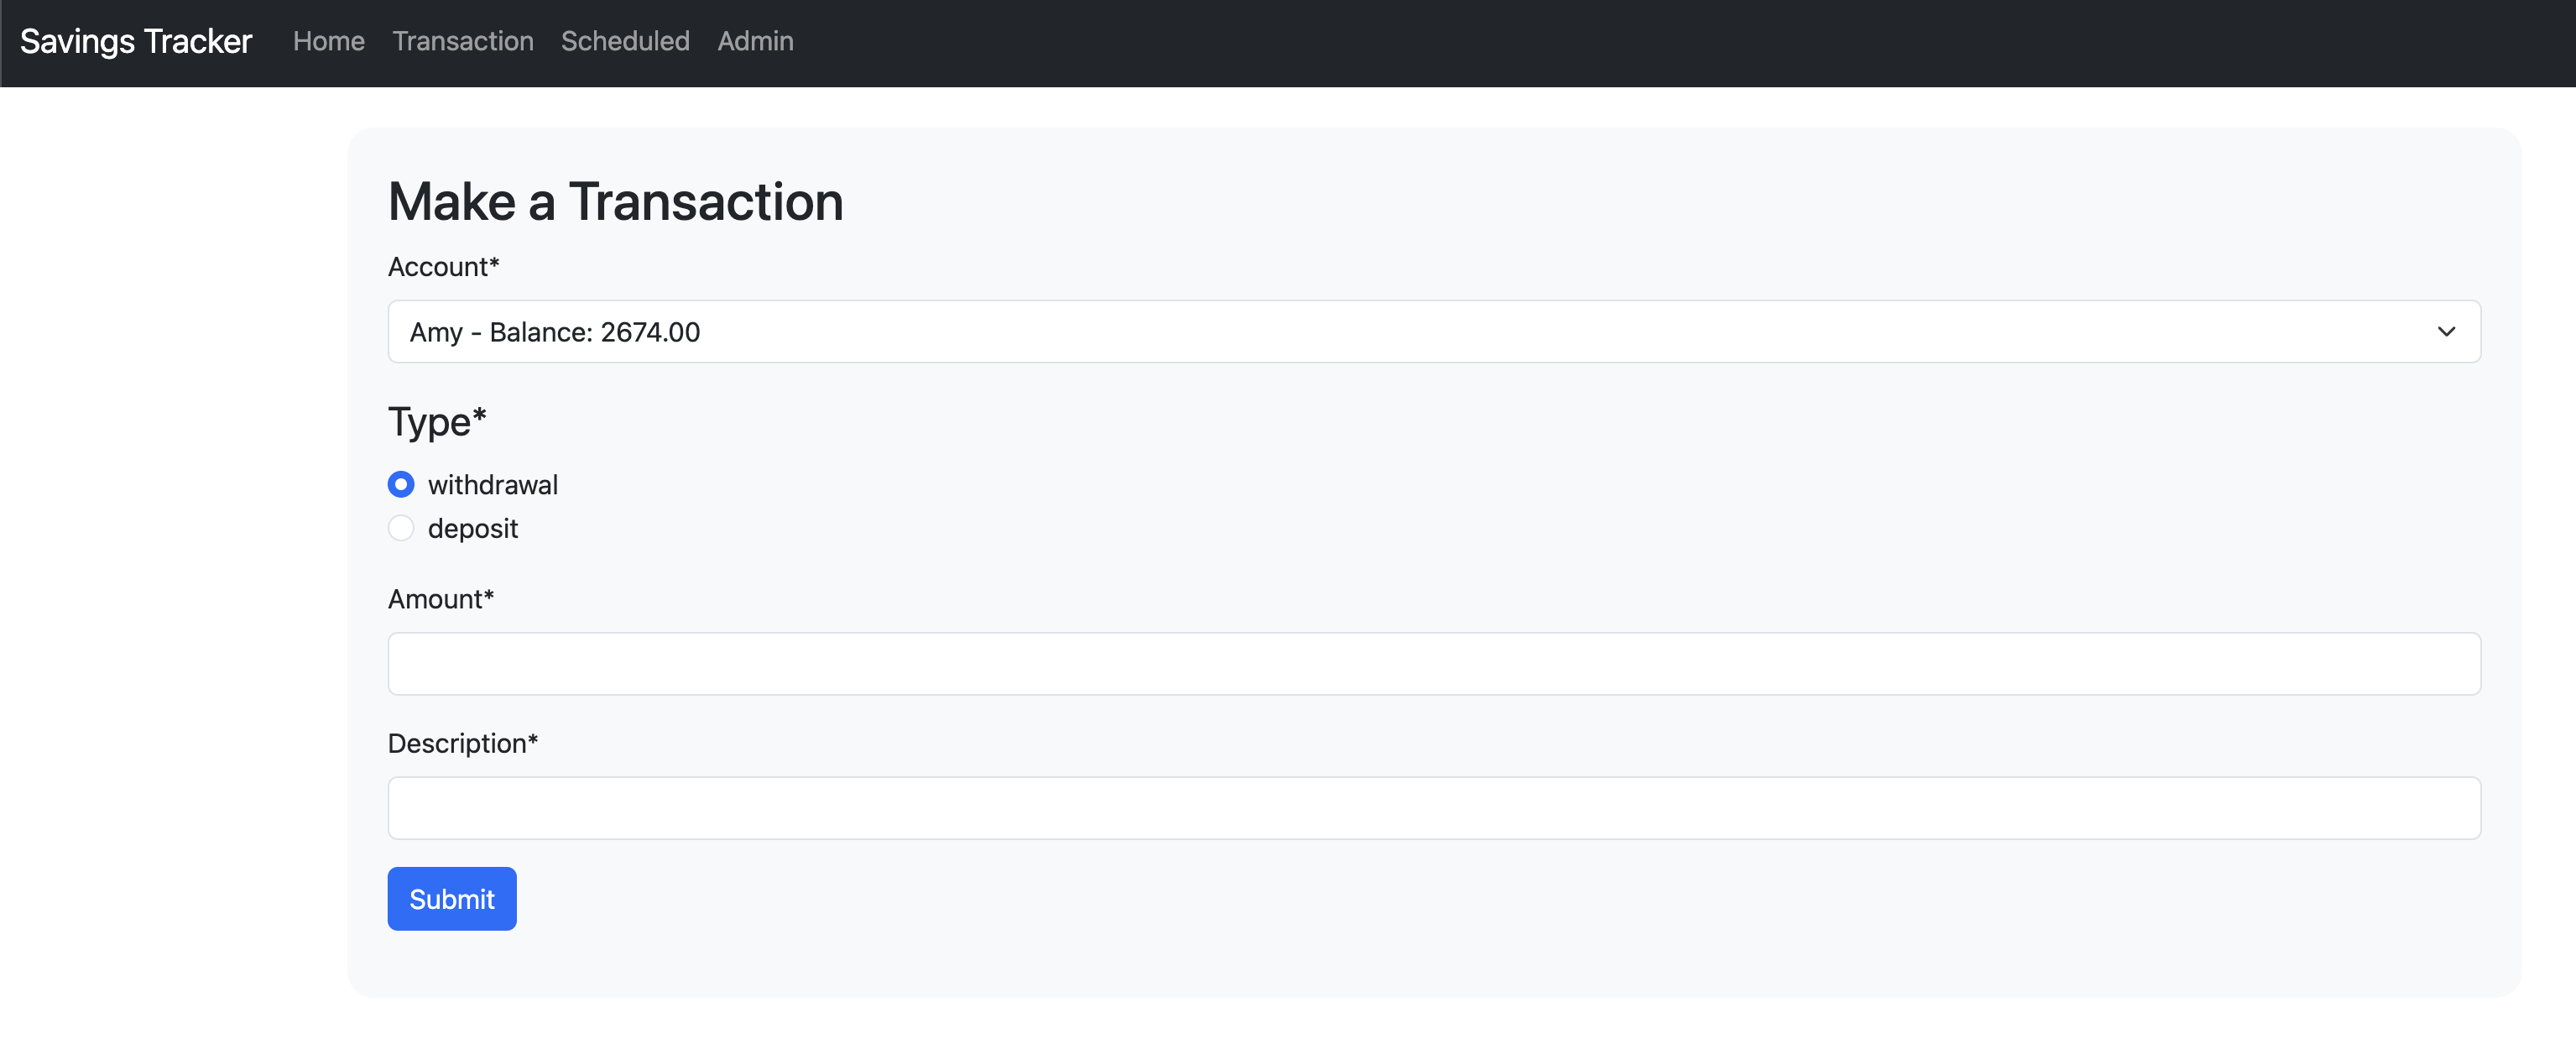 Savings Tracker Home Transaction Scheduled Admin
Make a Transaction
Account*
Amy - Balance: 2674.00
Type*
withdrawal
deposit
Amount*
Description*
Submit